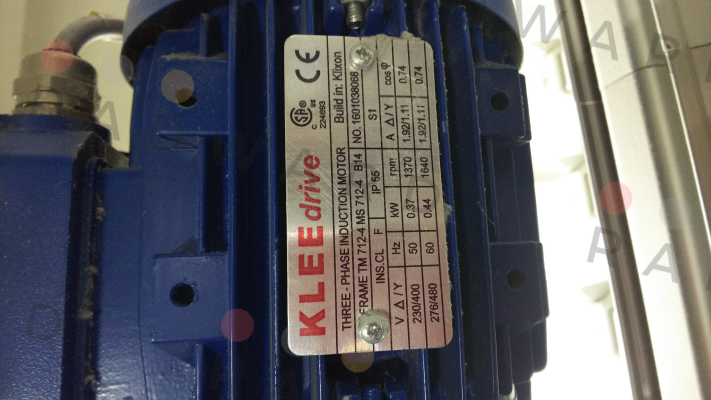 KLEE drive
CSA® C US
2246693
CE
THREE - PHASE INDUCTION MOTOR Build in: Klixon
FRAME TM 712-4 MS 712-4 B14 NO. 1601038068
INS.CL F IP 55 S1
V Δ / Y Hz kW rpm A Δ / Y cosφ
230/400 50 0.37 1370 1.92/1.11 0.74
276/480 60 0.44 1640 1.92/1.11 0.74